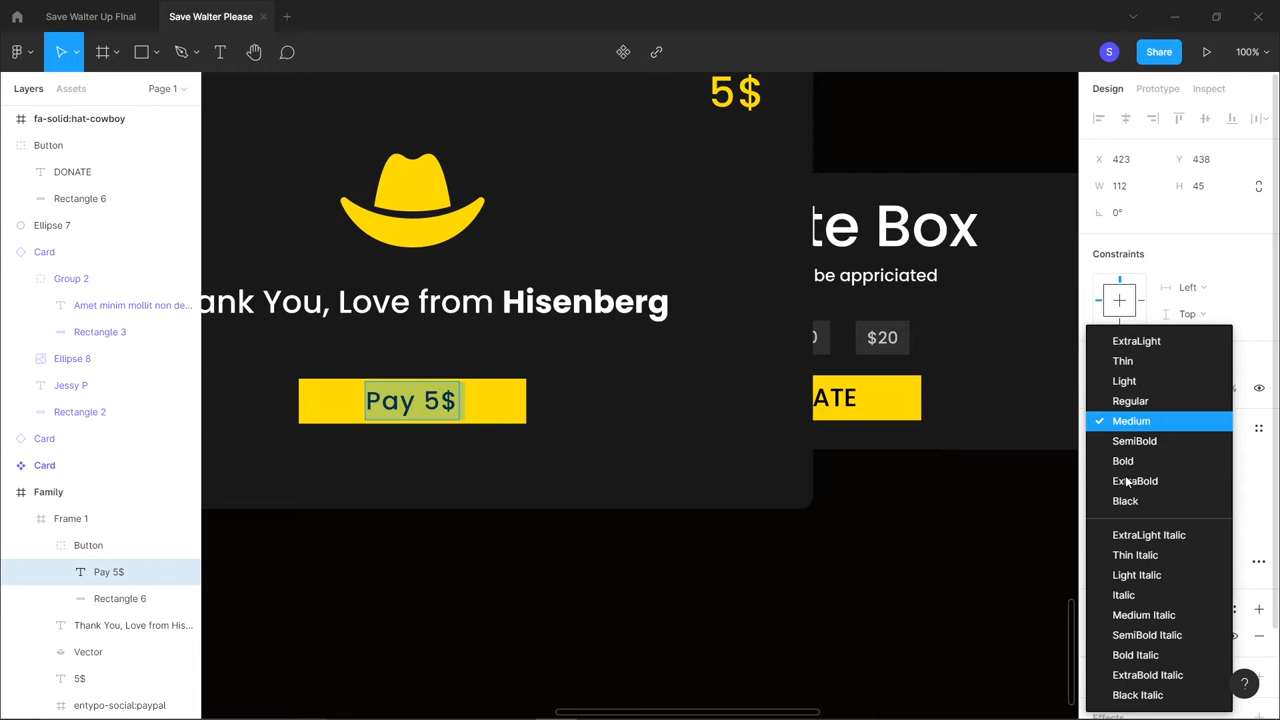 Save Walter Up FInal
Save Walter Please
S
Share
100%
Layers
Assets
Page 1
fa-solid:hat-cowboy
Button
DONATE
Rectangle 6
Ellipse 7
Card
Group 2
Amet minim mollit non de...
Rectangle 3
Ellipse 8
Jessy P
Rectangle 2
Card
Card
Family
Frame 1
Button
Pay 5$
Rectangle 6
Thank You, Love from His...
Vector
5$
entypo-social:paypal
5$
ank You, Love from Hisenberg
Pay 5$
te Box
be appriciated
0
$20
ATE
Design
Prototype
Inspect
X 423
Y 438
W 112
H 45
0°
Constraints
Left
Top
ExtraLight
Thin
Light
Regular
Medium
SemiBold
Bold
ExtraBold
Black
ExtraLight Italic
Thin Italic
Light Italic
Italic
Medium Italic
SemiBold Italic
Bold Italic
ExtraBold Italic
Black Italic
%
?